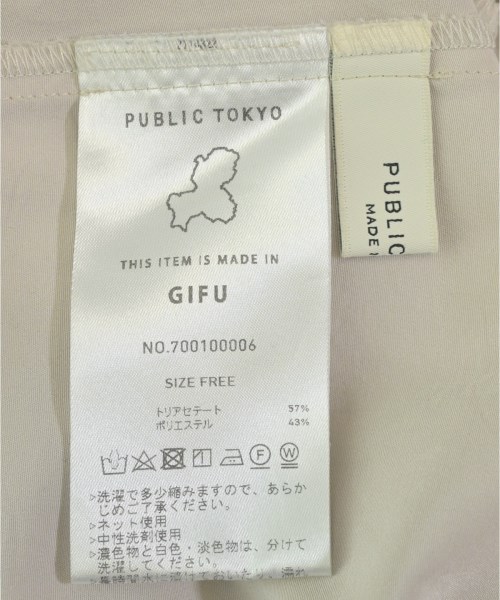 PUBLIC TOKYO
THIS ITEM IS MADE IN
GIFU
NO.700100006
SIZE FREE
トリアセテート 57%
ポリエステル 43%
F W
>洗濯で多少縮みますので、あらか
じめご了承ください。
>ネット使用
>中性洗剤使用
>濃色物と白色・淡色物は、分けて
洗濯してください。
PUBLIC
MADE